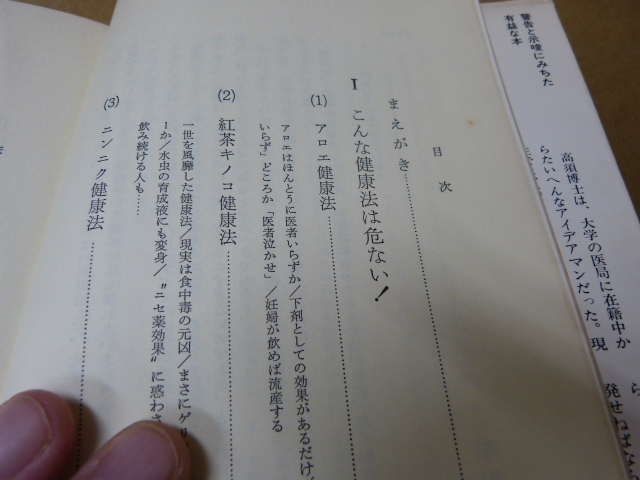 警告と示唆にみちた
有益な本
高須博士は、大学の医局に在籍中か
らたいへんなアイデアマンだった。現
発せねばなら
目次
まえがき
I こんな健康法は危ない!
(1) アロエ健康法
アロエはほんとうに医者いらずか/下剤としての効果があるだけ/
いらず」どころか「医者泣かせ」/妊婦が飲めば流産する
(2) 紅茶キノコ健康法
一世を風靡した健康法/現実は食中毒の元凶/まさにゲリ
ーか/水虫の育成液にも変身/〝ニセ薬効果〟に惑わさ
飲み続ける人も……
(3) ニンニク健康法